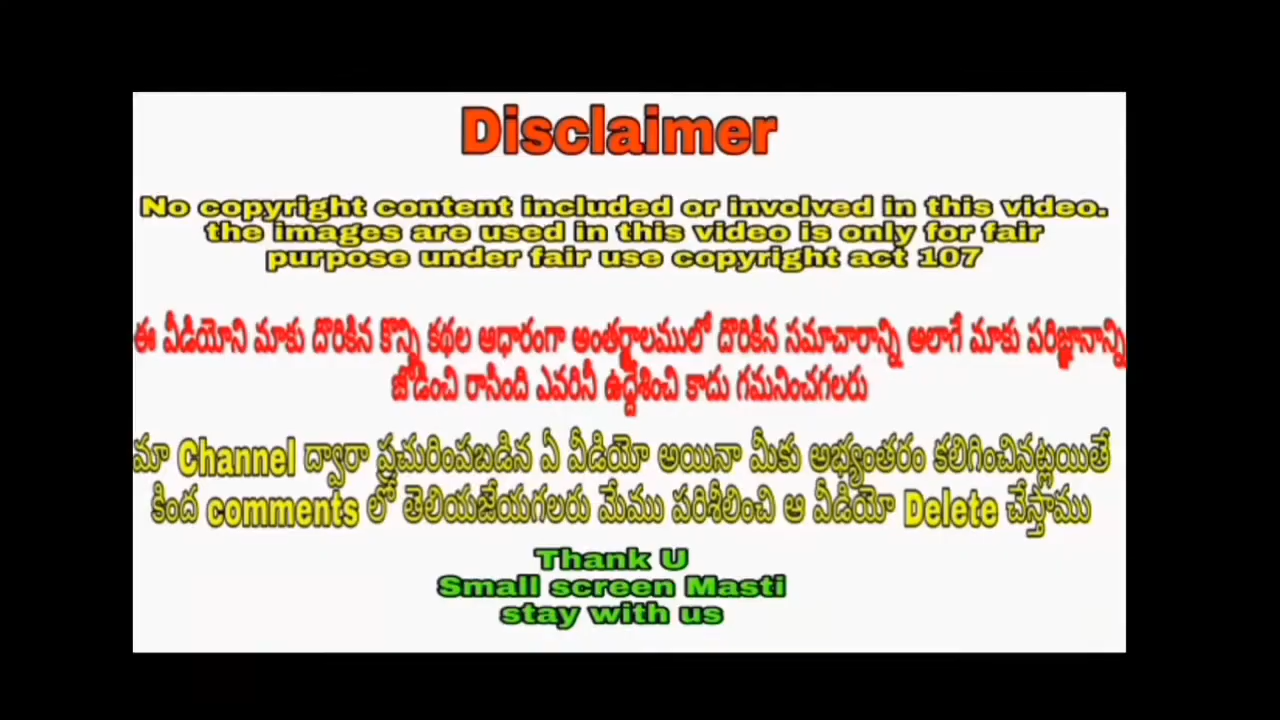 Disclaimer
No copyright content included or involved in this video.
the images are used in this video is only for fair
purpose under fair use copyright act 107
ఈ వీడియోని మాకు దొరికిన కొన్ని కథల ఆధారంగా అంతర్జాలములో దొరికిన సమాచారాన్ని అలాగే మాకు పరిజ్ఞానాన్ని
జోడించి రాసింది ఎవరినీ ఉద్దేశించి కాదు గమనించగలరు
మా Channel ద్వారా ప్రచురింపబడిన ఏ వీడియో అయినా మీకు అభ్యంతరం కలిగించినట్లయితే
కింద comments లో తెలియజేయగలరు మేము పరిశీలించి ఆ వీడియో Delete చేస్తాము
Thank U
Small screen Masti
stay with us